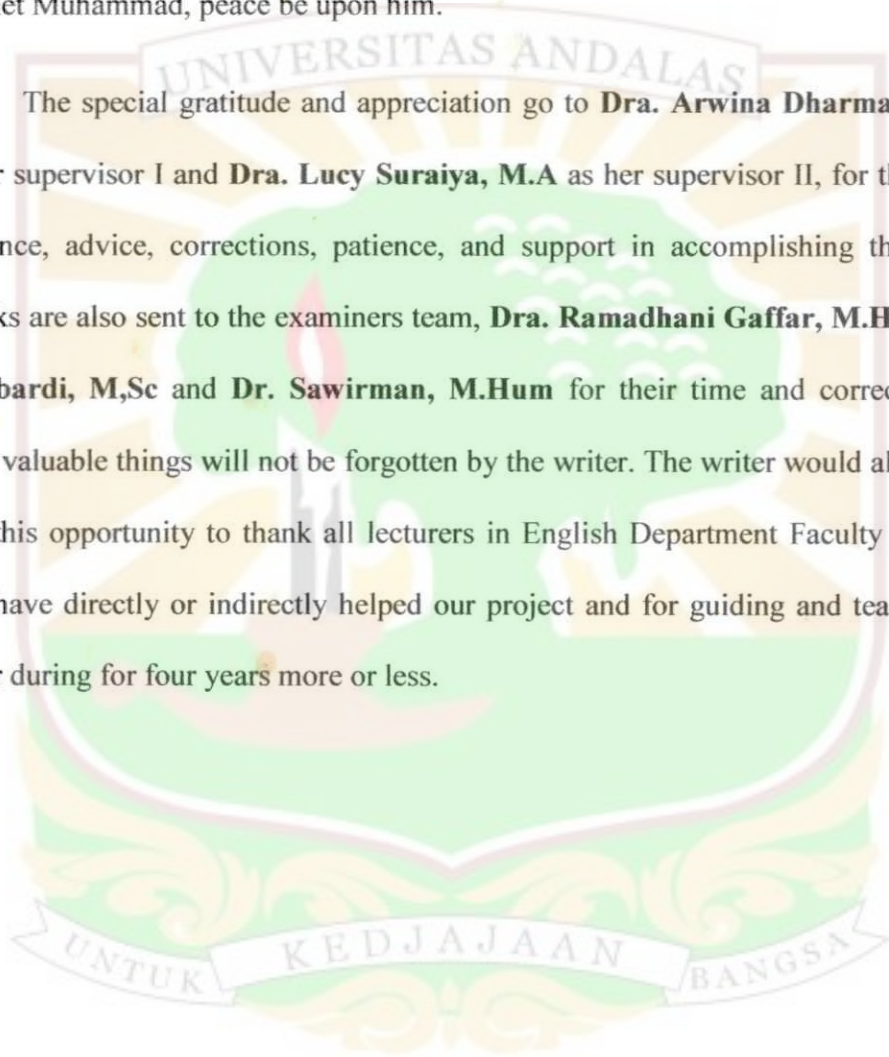 et Muhammad, peace be upon him.
UNIVERSITAS ANDALAS
The special gratitude and appreciation go to Dra. Arwina Dharma
supervisor I and Dra. Lucy Suraiya, M.A as her supervisor II, for th
nce, advice, corrections, patience, and support in accomplishing th
ks are also sent to the examiners team, Dra. Ramadhani Gaffar, M.H
bardi, M,Sc and Dr. Sawirman, M.Hum for their time and correc
valuable things will not be forgotten by the writer. The writer would al
his opportunity to thank all lecturers in English Department Faculty
have directly or indirectly helped our project and for guiding and tea
during for four years more or less.
UNTUK KEDJAJAAN BANGSA